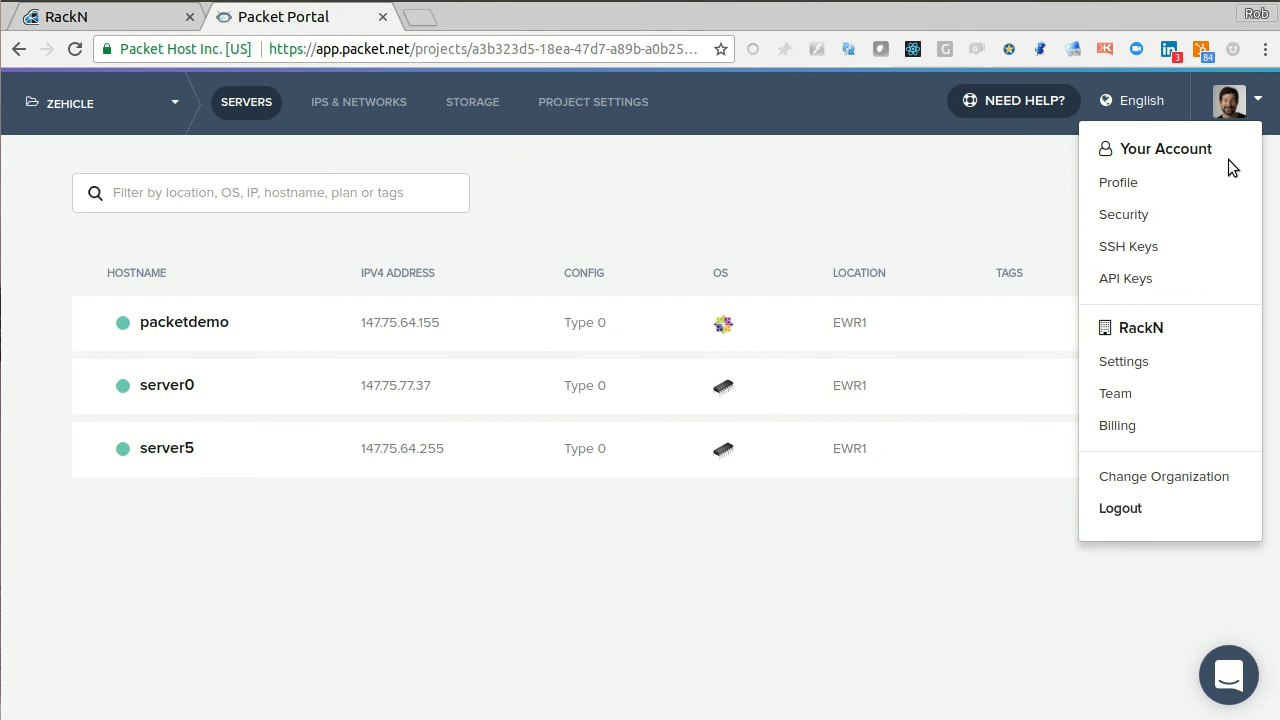 RackN
Packet Portal
Rob
Packet Host Inc. [US]
https://app.packet.net/projects/a3b323d5-18ea-47d7-a89b-a0b25...
3
84
ZEHICLE
SERVERS
IPS & NETWORKS
STORAGE
PROJECT SETTINGS
NEED HELP?
English
Filter by location, OS, IP, hostname, plan or tags
HOSTNAME IPV4 ADDRESS CONFIG OS LOCATION TAGS
packetdemo 147.75.64.155 Type 0 EWR1
server0 147.75.77.37 Type 0 EWR1
server5 147.75.64.255 Type 0 EWR1
Your Account
Profile
Security
SSH Keys
API Keys
RackN
Settings
Team
Billing
Change Organization
Logout